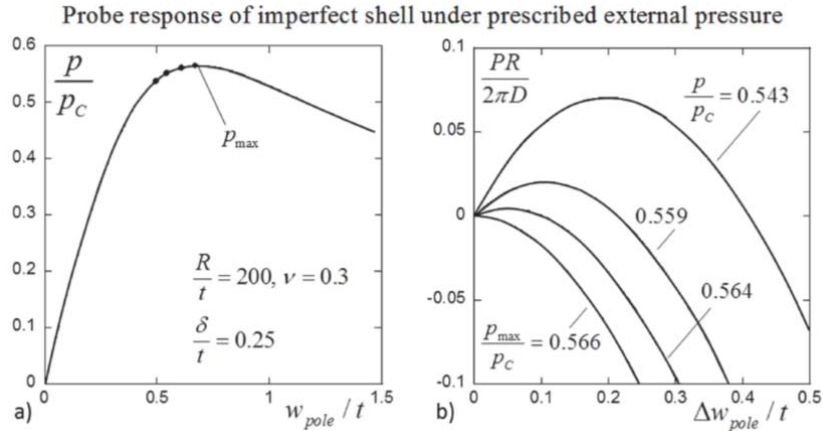 Probe response of imperfect shell under prescribed external pressure
a)
p/p_C
0.6
0.5
0.4
0.3
0.2
0.1
0
p_max
R/t = 200, ν = 0.3
δ/t = 0.25
0
0.5
1
1.5
w_pole / t
b)
PR/2πD
0.1
0.05
0
-0.05
-0.1
p/p_C = 0.543
0.559
0.564
p_max/p_C = 0.566
0
0.1
0.2
0.3
0.4
0.5
Δw_pole / t